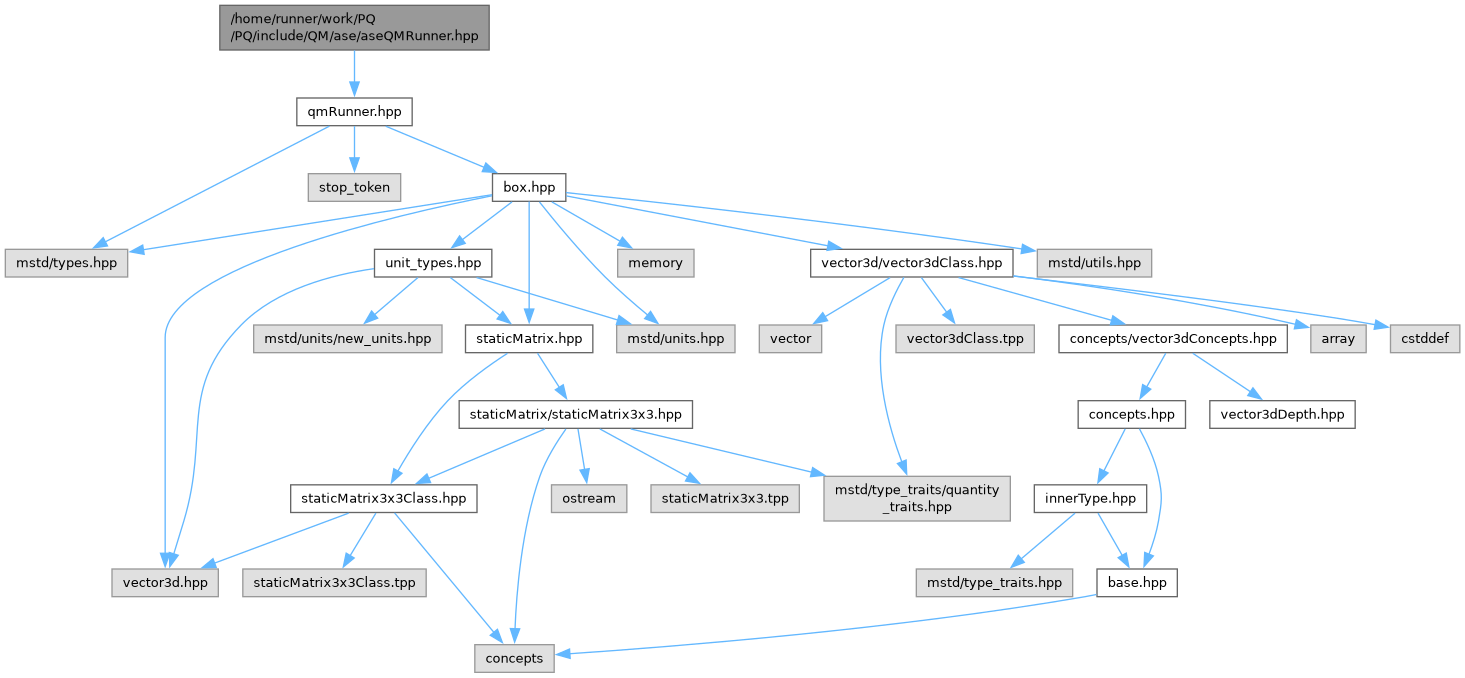 /home/runner/work/PQ
/PQ/include/QM/ase/aseQMRunner.hpp
qmRunner.hpp
stop_token
box.hpp
mstd/types.hpp
unit_types.hpp
memory
vector3d/vector3dClass.hpp
mstd/utils.hpp
mstd/units/new_units.hpp
staticMatrix.hpp
mstd/units.hpp
vector
vector3dClass.tpp
concepts/vector3dConcepts.hpp
array
cstddef
staticMatrix/staticMatrix3x3.hpp
concepts.hpp
vector3dDepth.hpp
staticMatrix3x3Class.hpp
ostream
staticMatrix3x3.tpp
mstd/type_traits/quantity
_traits.hpp
innerType.hpp
vector3d.hpp
staticMatrix3x3Class.tpp
mstd/type_traits.hpp
base.hpp
concepts